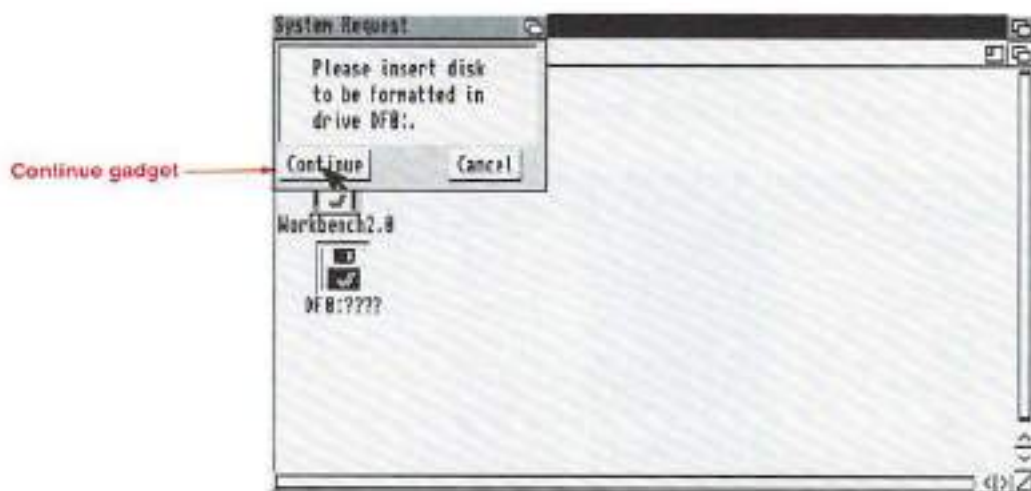 System Request
Please insert disk
to be formatted in
drive DF0:.
Continue gadget
Continue
Cancel
Workbench2.0
DF0:????